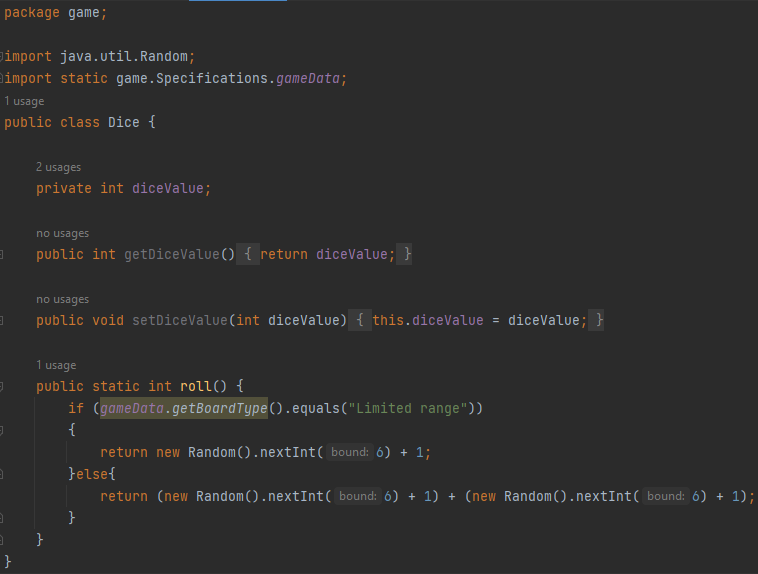 package game;
import java.util.Random;
import static game.Specifications.gameData;
1 usage
public class Dice {
2 usages
private int diceValue;
no usages
public int getDiceValue() { return diceValue; }
no usages
public void setDiceValue(int diceValue) { this.diceValue = diceValue; }
1 usage
public static int roll() {
if (gameData.getBoardType().equals("Limited range"))
{
return new Random().nextInt( bound: 6) + 1;
}else{
return (new Random().nextInt( bound: 6) + 1) + (new Random().nextInt( bound: 6) + 1);
}
}
}